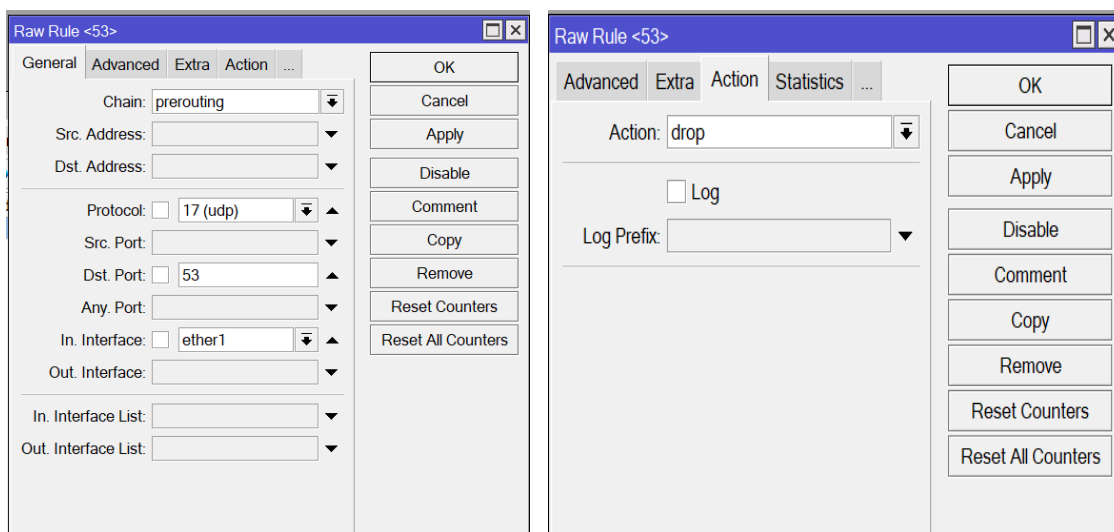 Raw Rule <53>
General Advanced Extra Action ...
Chain: prerouting
Src. Address:
Dst. Address:
Protocol: 17 (udp)
Src. Port:
Dst. Port: 53
Any. Port:
In. Interface: ether1
Out. Interface:
In. Interface List:
Out. Interface List:
OK
Cancel
Apply
Disable
Comment
Copy
Remove
Reset Counters
Reset All Counters
Raw Rule <53>
Advanced Extra Action Statistics ...
Action: drop
Log
Log Prefix:
OK
Cancel
Apply
Disable
Comment
Copy
Remove
Reset Counters
Reset All Counters